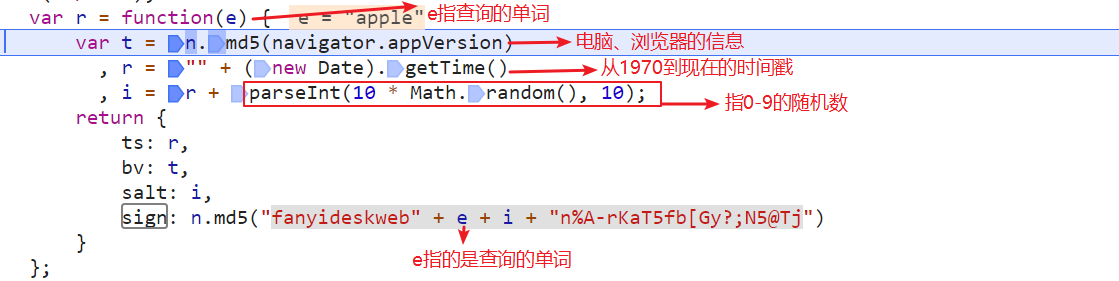 var r = function(e) { e = "apple" e指查询的单词
var t = n.md5(navigator.appVersion) 电脑、浏览器的信息
, r = "" + (new Date).getTime() 从1970到现在的时间戳
, i = r + parseInt(10 * Math.random(), 10);
指0-9的随机数
return {
ts: r,
bv: t,
salt: i,
sign: n.md5("fanyideskweb" + e + i + "n%A-rKaT5fb[Gy?;N5@Tj")
}
e指的是查询的单词
};